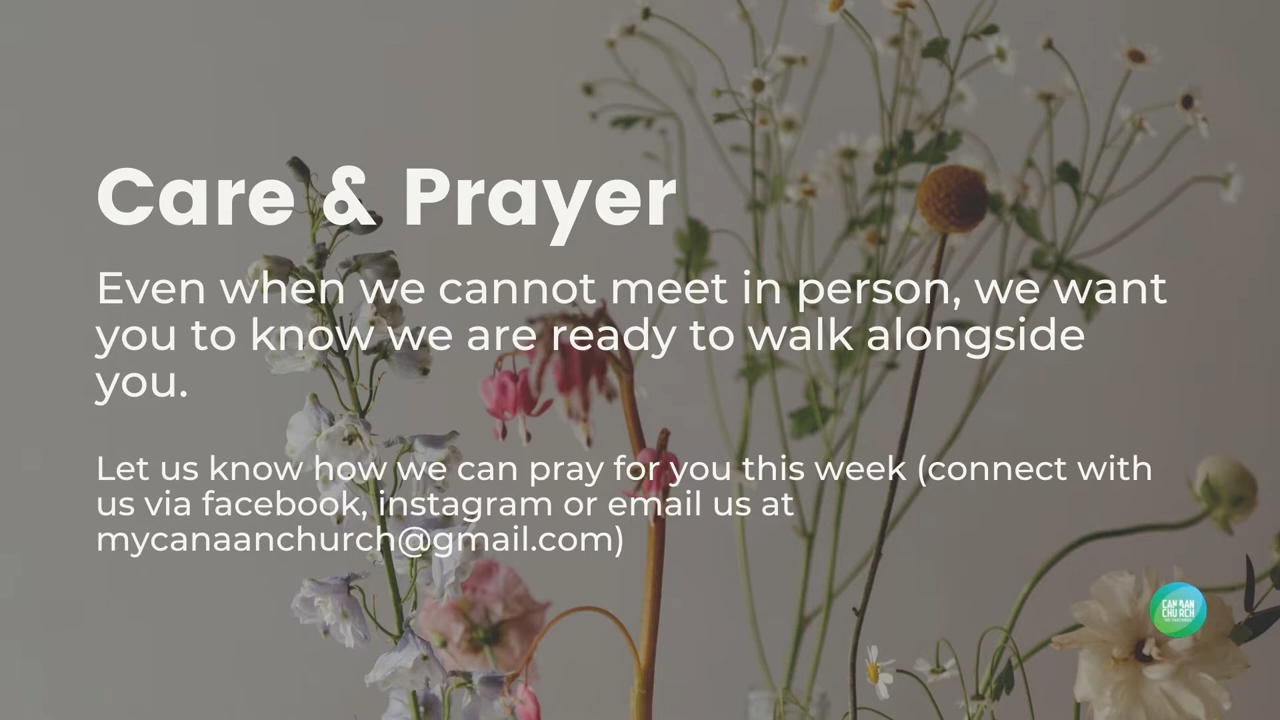 Care & Prayer
Even when we cannot meet in person, we want
you to know we are ready to walk alongside
you.
Let us know how we can pray for you this week (connect with
us via facebook, instagram or email us at
mycanaanchurch@gmail.com)
CANAAN
CHURCH